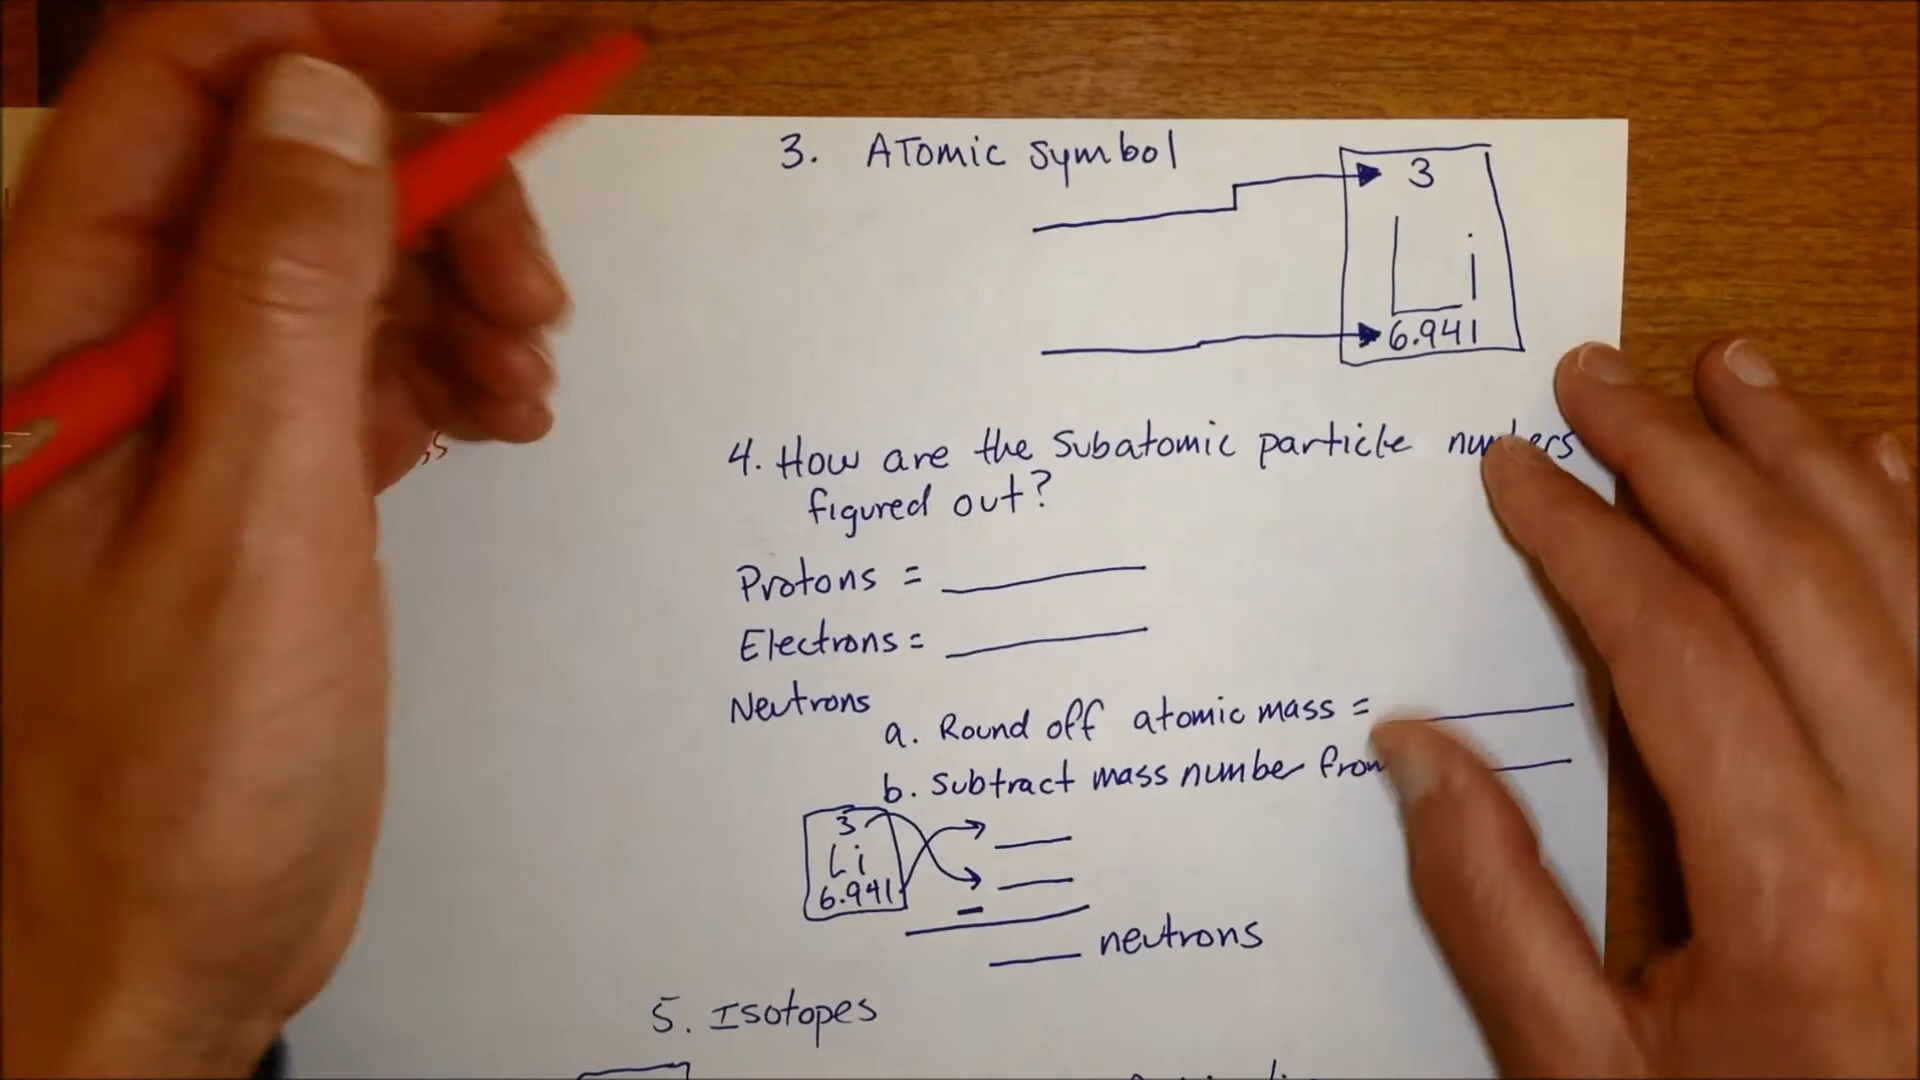 3. Atomic symbol
3
Li
6.941
4. How are the Subatomic particle
figured out?
Protons =
Electrons =
Neutrons
a. Round off atomic mass =
b. Subtract mass number from
3
Li
6.941
-
neutrons
5. Isotopes